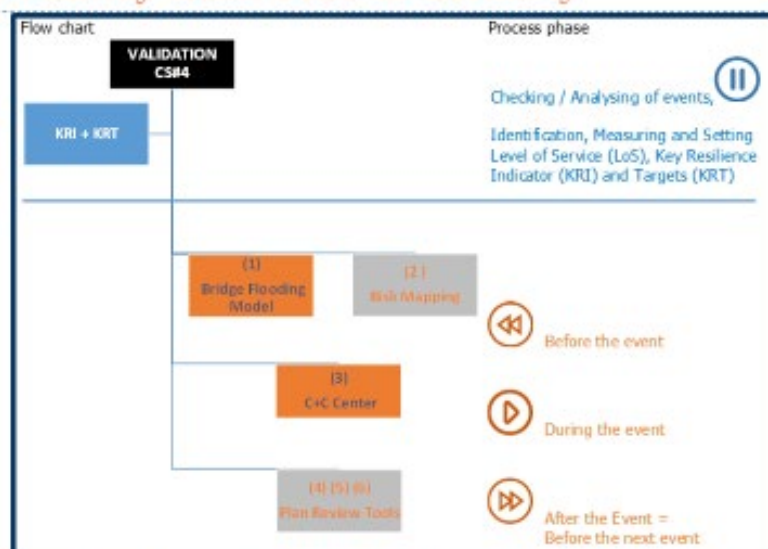 Flow chart
Process phase
VALIDATION
CS#4
KRI + KRT
Checking / Analysing of events,
Identification, Measuring and Setting
Level of Service (LoS), Key Resilience
Indicator (KRI) and Targets (KRT)
(1)
Bridge Flooding
Model
(2)
Risk Mapping
Before the event
(3)
C+C Center
During the event
(4) (5) (6)
Plan Review Tools
After the Event =
Before the next event